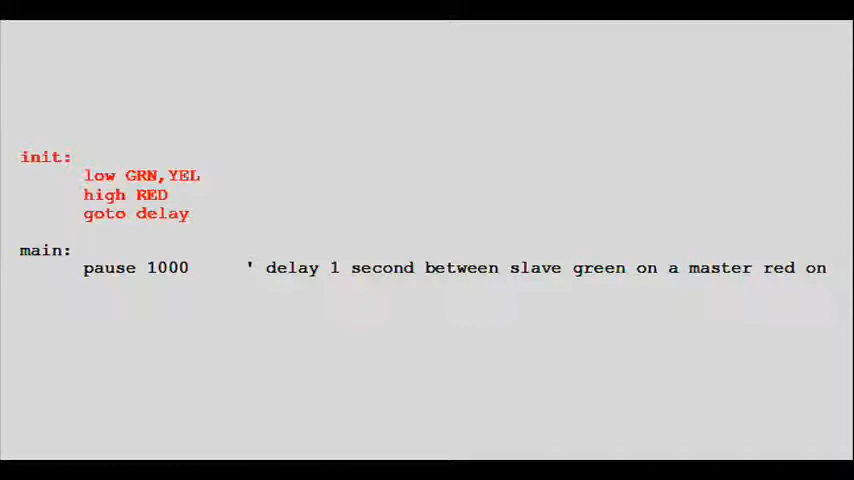 init:
low GRN,YEL
high RED
goto delay
main:
pause 1000 ' delay 1 second between slave green on a master red on